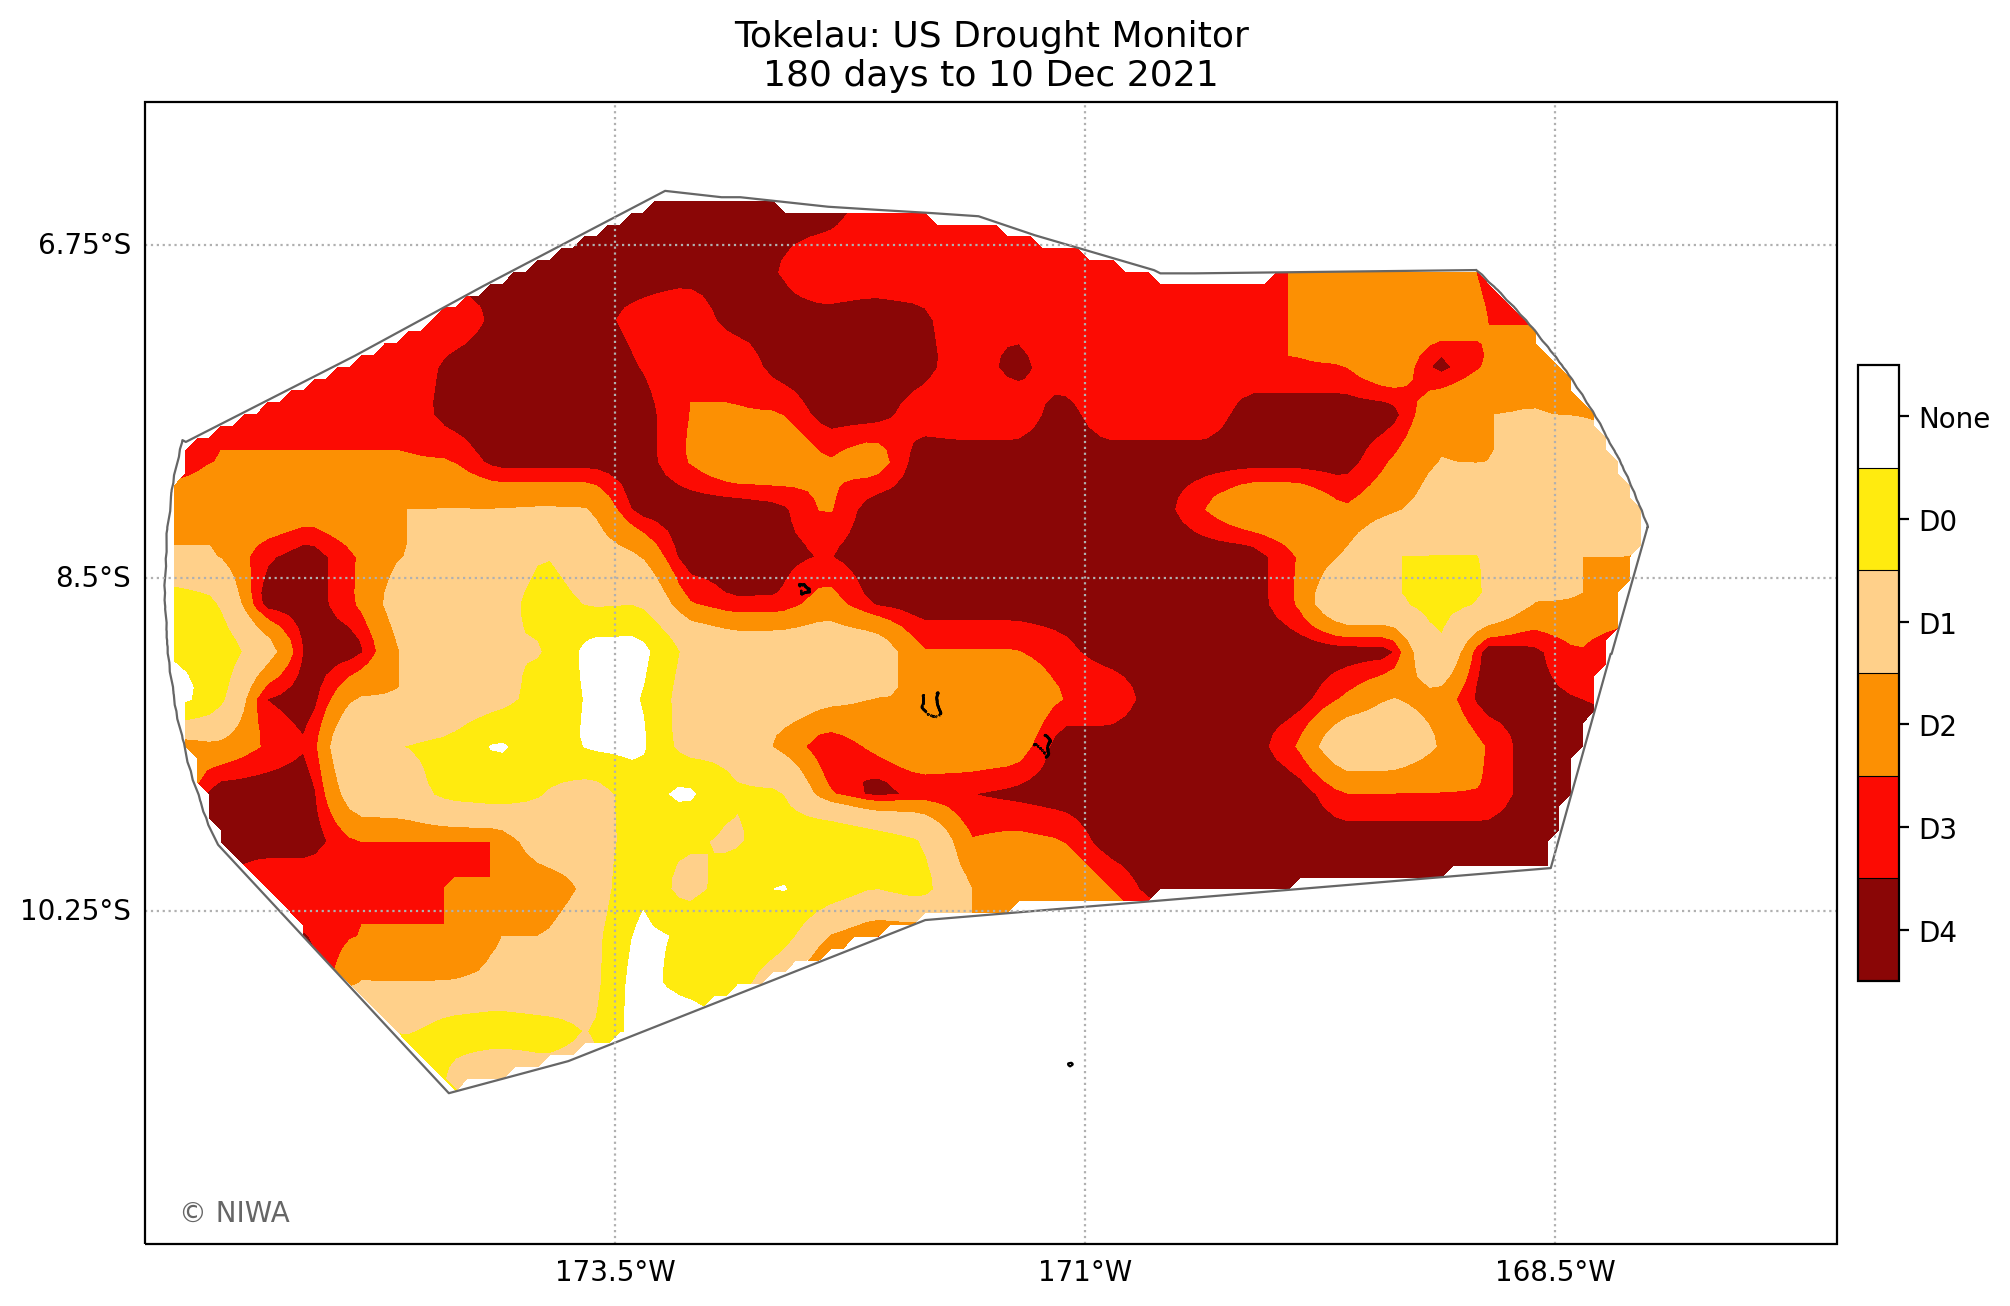 Tokelau: US Drought Monitor
180 days to 10 Dec 2021
6.75°S
8.5°S
10.25°S
173.5°W
171°W
168.5°W
None
D0
D1
D2
D3
D4
© NIWA